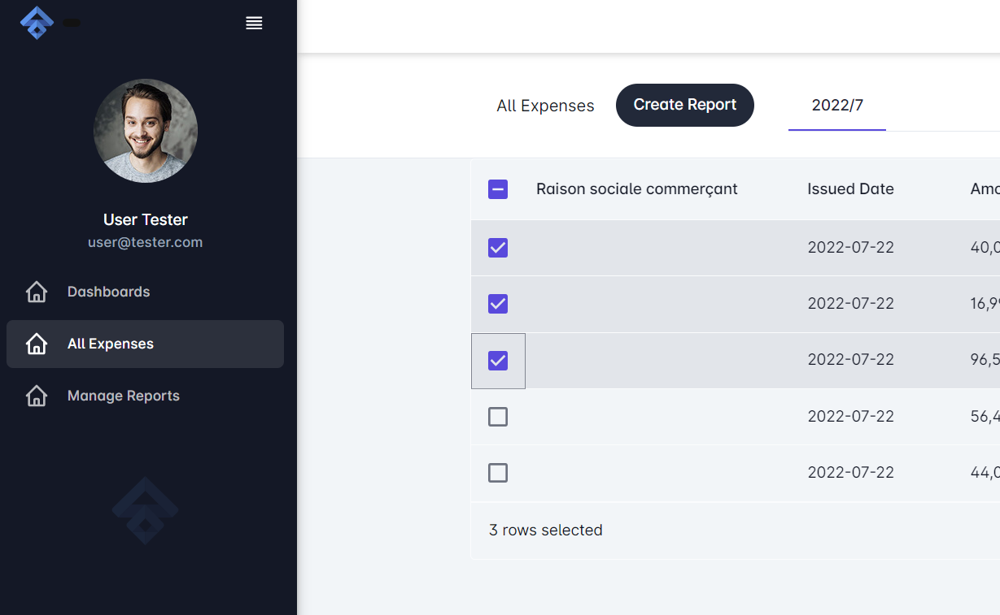 User Tester
user@tester.com
Dashboards
All Expenses
Manage Reports
All Expenses
Create Report
2022/7
Raison sociale commerçant
Issued Date
2022-07-22
40,0
2022-07-22
16,9
2022-07-22
96,5
2022-07-22
56,4
2022-07-22
44,0
3 rows selected